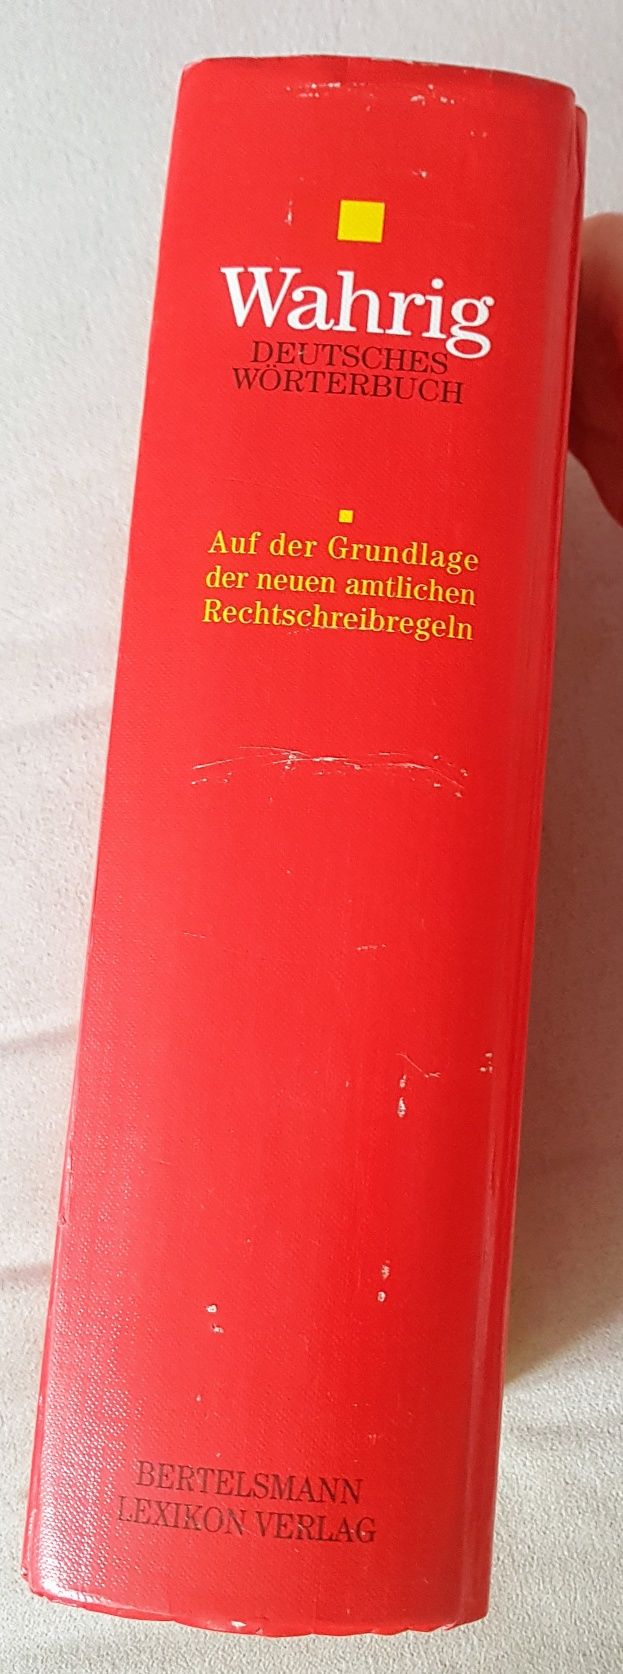 Wahrig
DEUTSCHES
WÖRTERBUCH
Auf der Grundlage
der neuen amtlichen
Rechtschreibregeln
BERTELSMANN
LEXIKON VERLAG